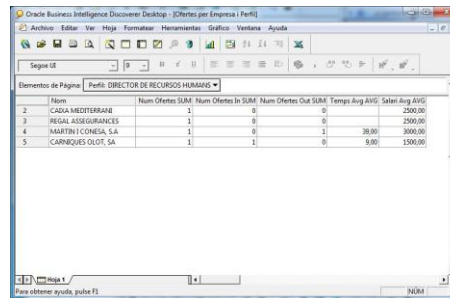 Oracle Business Intelligence Discoverer Desktop - [Ofertes per Empresa i Perfil]
Archivo Editar Ver Hoja Formatear Herramientas Gráfico Ventana Ayuda
Segoe UI 9
Elementos de Página: Perfil: DIRECTOR DE RECURSOS HUMANS
Nom Num Ofertes SUM Num Ofertes In SUM Num Ofertes Out SUM Temps Avg AVG Salari Avg AVG
2 CAIXA MEDITERRANI 1 0 0 2500,00
3 REGAL ASSEGURANCES 1 0 0 2500,00
4 MARTIN I CONESA, S.A 1 0 1 39,00 3000,00
5 CARNIQUES OLOT, SA 1 1 0 9,00 1500,00
Hoja 1
Para obtener ayuda, pulse F1 NÚM